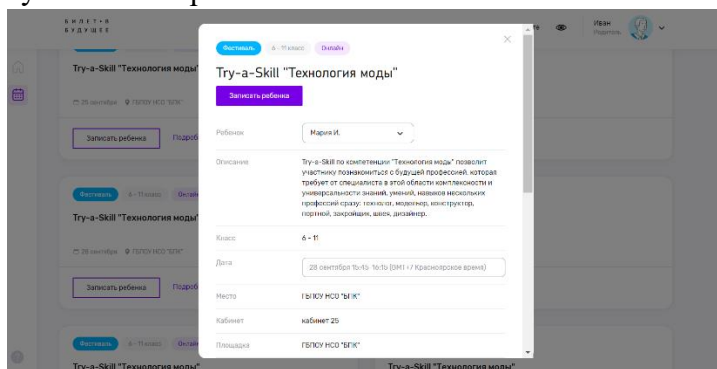 БИЛЕТ·В
БУДУЩЕЕ
Иван
Родитель
Try-a-Skill "Технология моды"
28 сентября ГБПОУ НСО "БПК"
Записать ребенка
Фестиваль 6 - 11 класс
Try-a-Skill "Технология моды"
28 сентября ГБПОУ НСО "БПК"
Записать ребенка
Фестиваль 6 - 11 класс
Try-a-Skill "Технология моды"
Try-a-Skill "Технология моды"
Фестиваль 6 - 11 класс Онлайн
Try-a-Skill "Технология моды"
Записать ребенка
Ребенок Мария И.
Описание Try-a-Skill по компетенции "Технология моды" позволит
участнику познакомиться с будущей профессией, которая
требует от специалиста в этой области комплексности и
универсальности знаний, умений, навыков нескольких
профессий сразу: технолог, модельер, конструктор,
портной, закройщик, швея, дизайнер.
Класс 6 - 11
Дата 28 сентября 15:45-16:15 (GMT+7 Красноярское время)
Место ГБПОУ НСО "БПК"
Кабинет кабинет 25
Площадка ГБПОУ НСО "БПК"